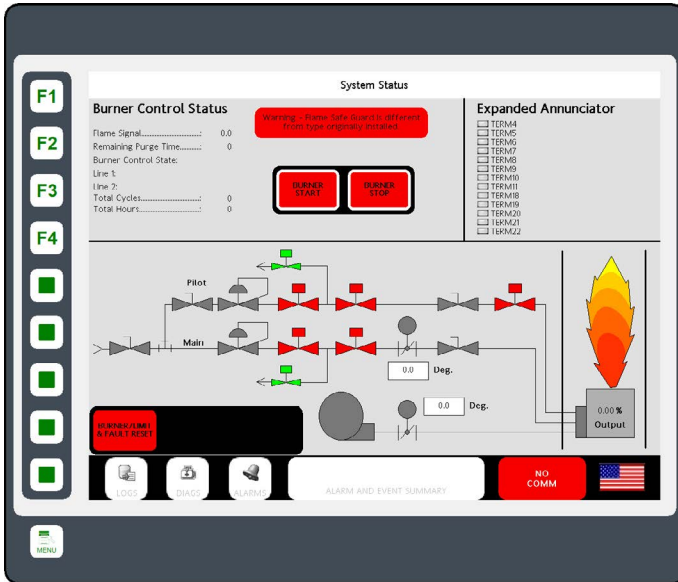 System Status
F1
F2
F3
F4
MENU
Burner Control Status
Flame Signal..............................: 0.0
Remaining Purge Time..........: 0
Burner Control State:
Line 1:
Line 2:
Total Cycles..............................: 0
Total Hours..............................: 0
Warning - Flame Safe Guard is different
from type originally installed
BURNER
START
BURNER
STOP
Expanded Annunciator
TERM4
TERM5
TERM6
TERM7
TERM8
TERM9
TERM10
TERM11
TERM18
TERM19
TERM20
TERM21
TERM22
Pilot
Main
0.0 Deg.
0.0 Deg.
0.00 %
Output
BURNER/LIMIT
& FAULT RESET
LOGS
DIAGS
ALARMS
ALARM AND EVENT SUMMARY
NO
COMM